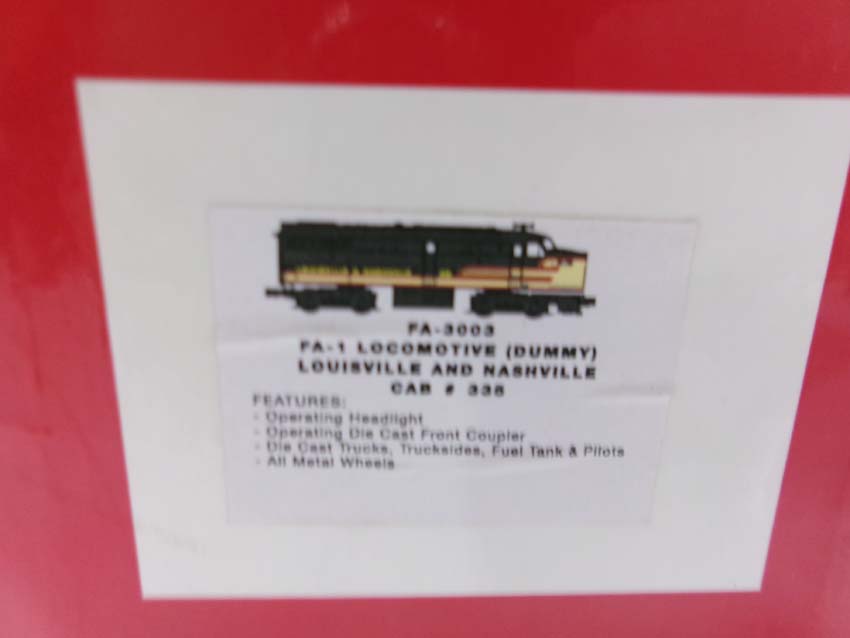 FA-3003
FA-1 LOCOMOTIVE (DUMMY)
LOUISVILLE AND NASHVILLE
CAB # 335
FEATURES:
- Operating Headlight
- Operating Die Cast Front Coupler
- Die Cast Trucks, Trucksides, Fuel Tank & Pilots
- All Metal Wheels